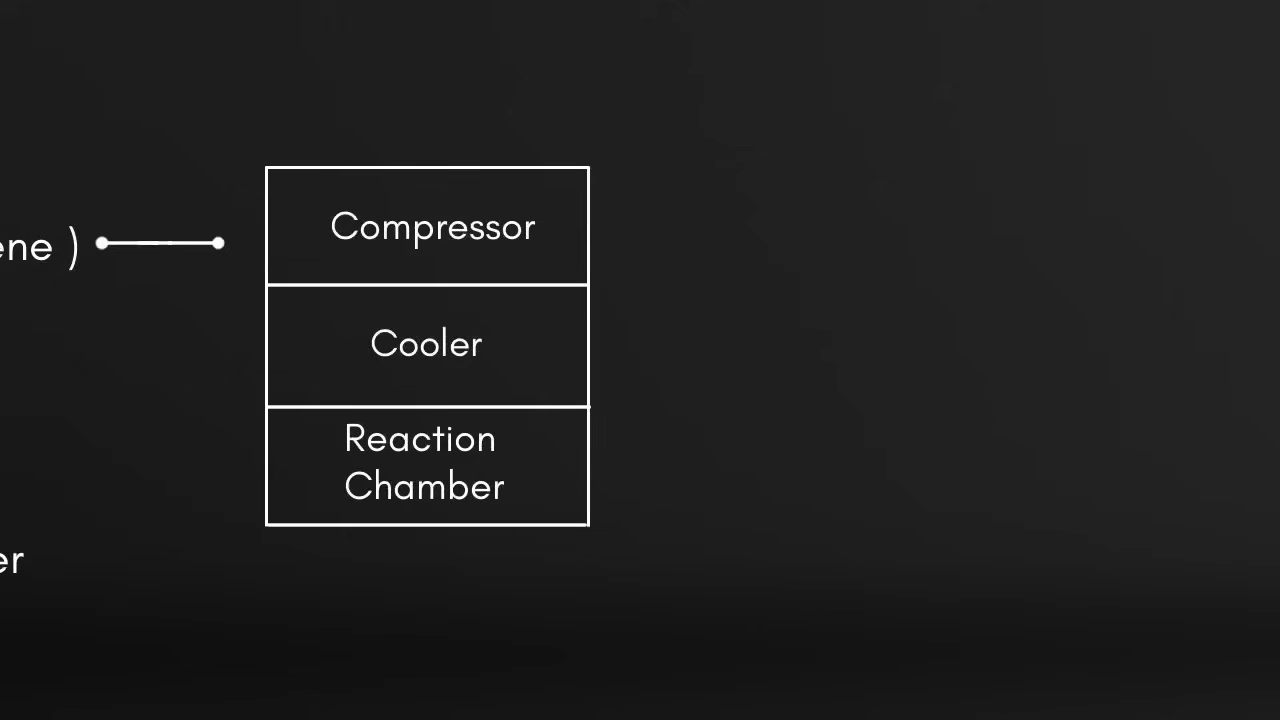 Compressor
ene )
Cooler
Reaction
Chamber
er